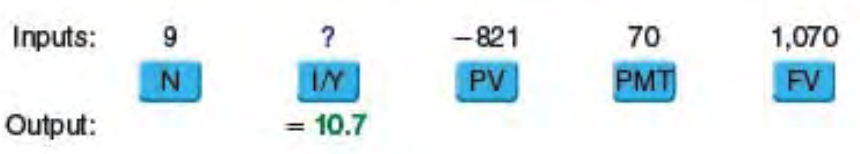 Inputs: 9 ? −821 70 1,070
N I/Y PV PMT FV
Output: = 10.7